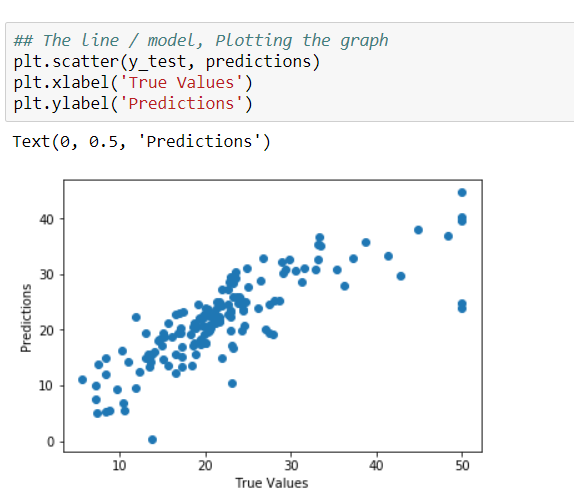 ## The line / model, Plotting the graph
plt.scatter(y_test, predictions)
plt.xlabel('True Values')
plt.ylabel('Predictions')
Text(0, 0.5, 'Predictions')
40
30
20
10
0
Predictions
10
20
30
40
50
True Values